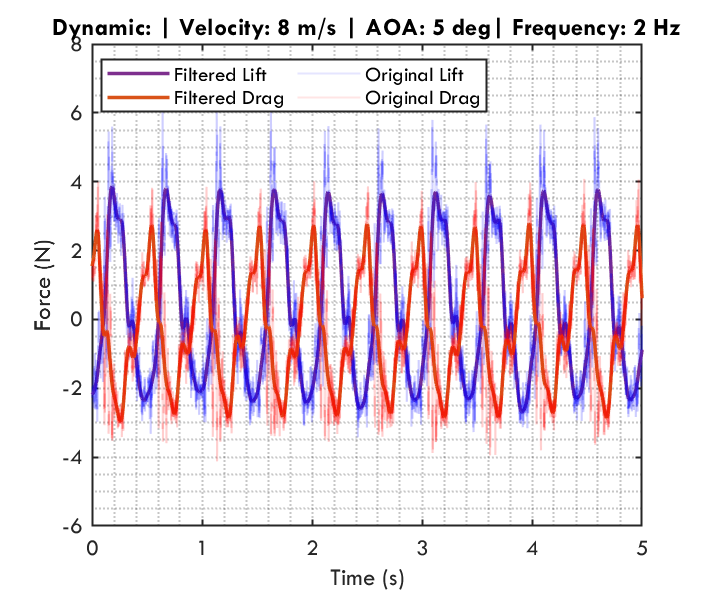 Dynamic: | Velocity: 8 m/s | AOA: 5 deg| Frequency: 2 Hz
Filtered Lift Original Lift
Filtered Drag Original Drag
8
6
4
2
0
-2
-4
-6
Force (N)
0 1 2 3 4 5
Time (s)